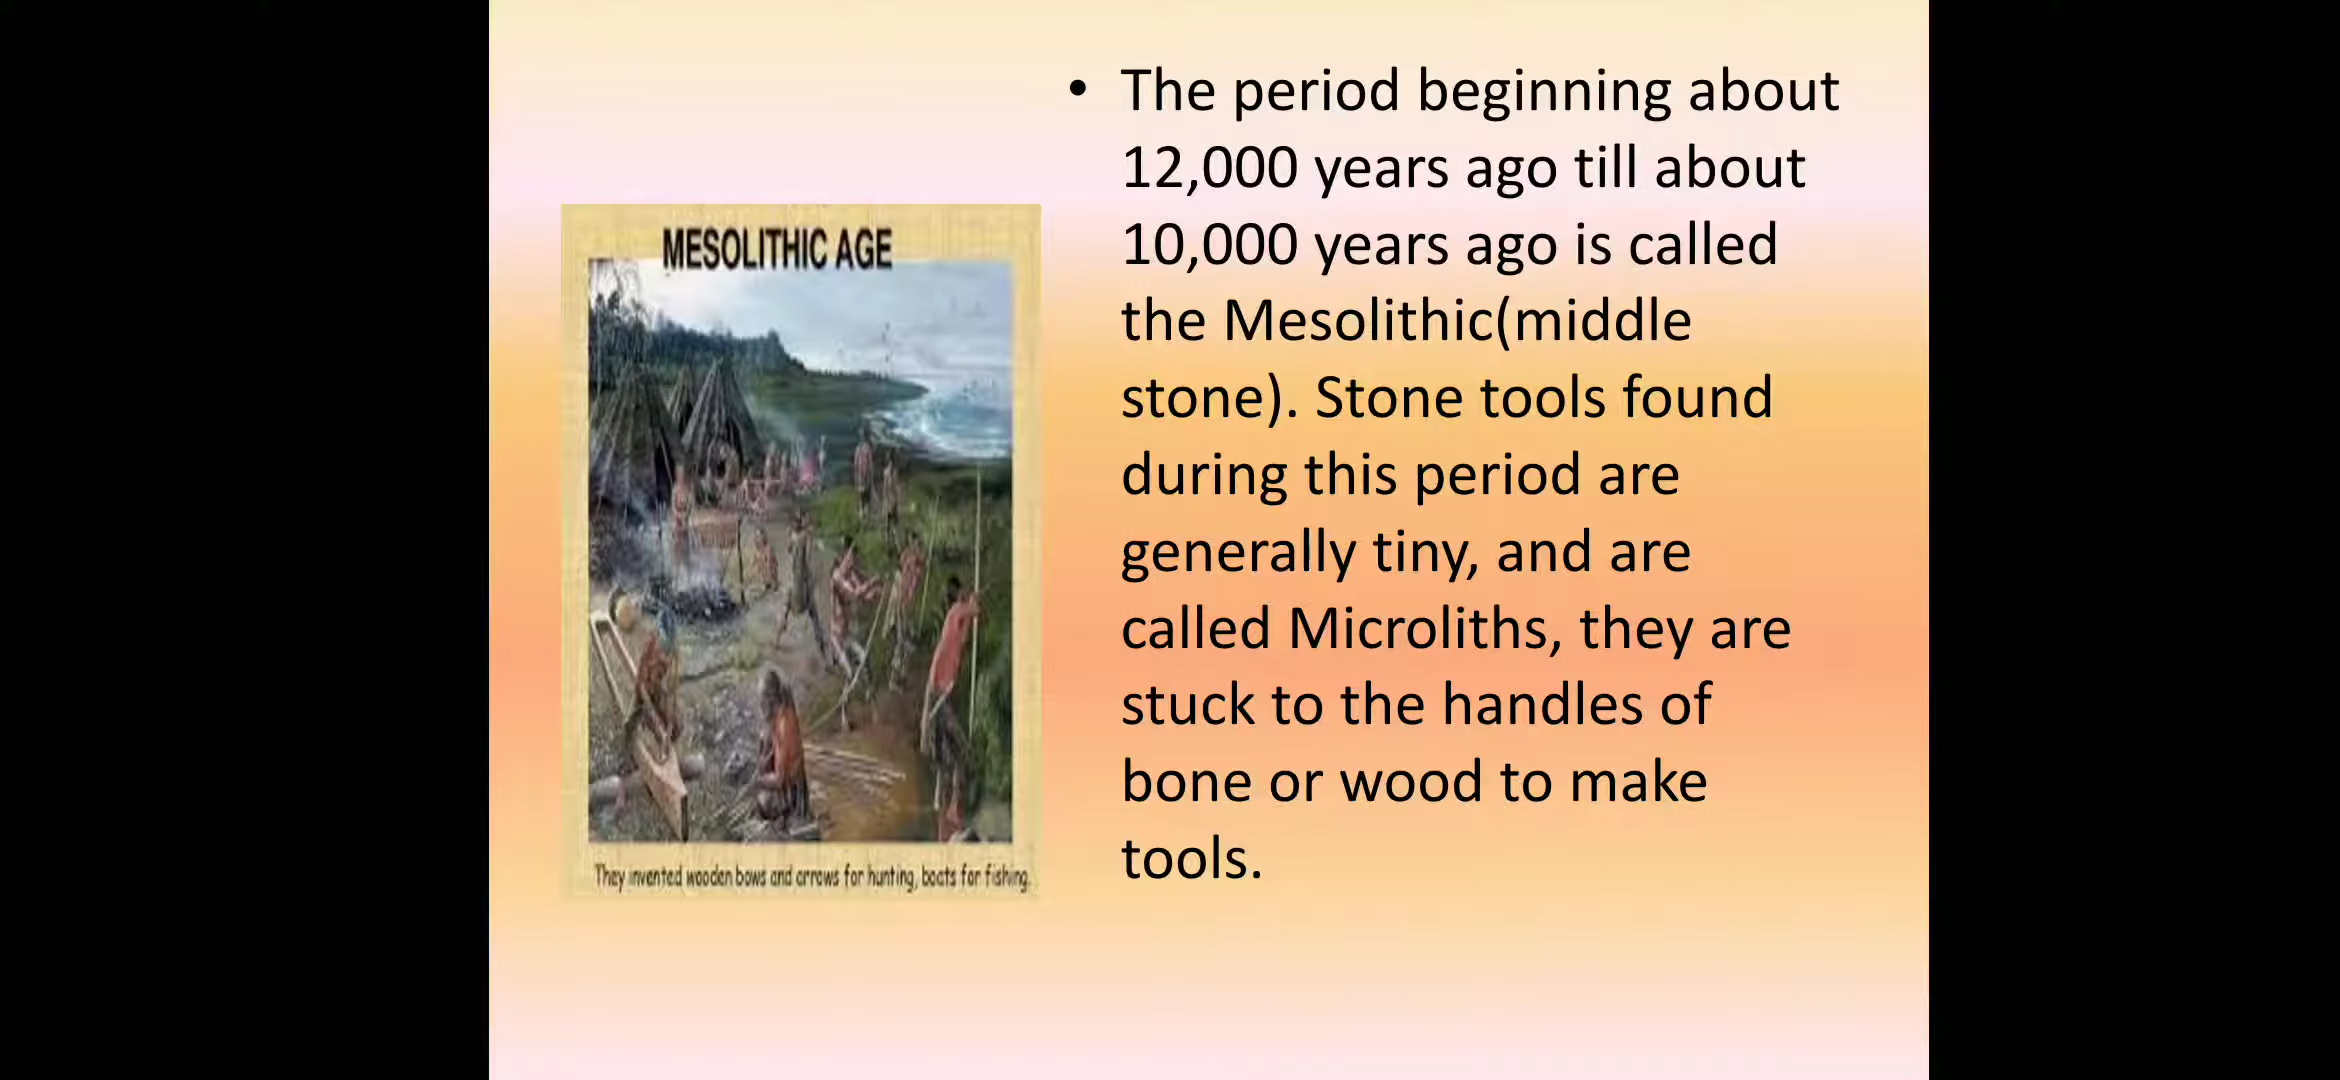 MESOLITHIC AGE
They invented wooden bows and arrows for hunting, boats for fishing.
• The period beginning about
12,000 years ago till about
10,000 years ago is called
the Mesolithic(middle
stone). Stone tools found
during this period are
generally tiny, and are
called Microliths, they are
stuck to the handles of
bone or wood to make
tools.